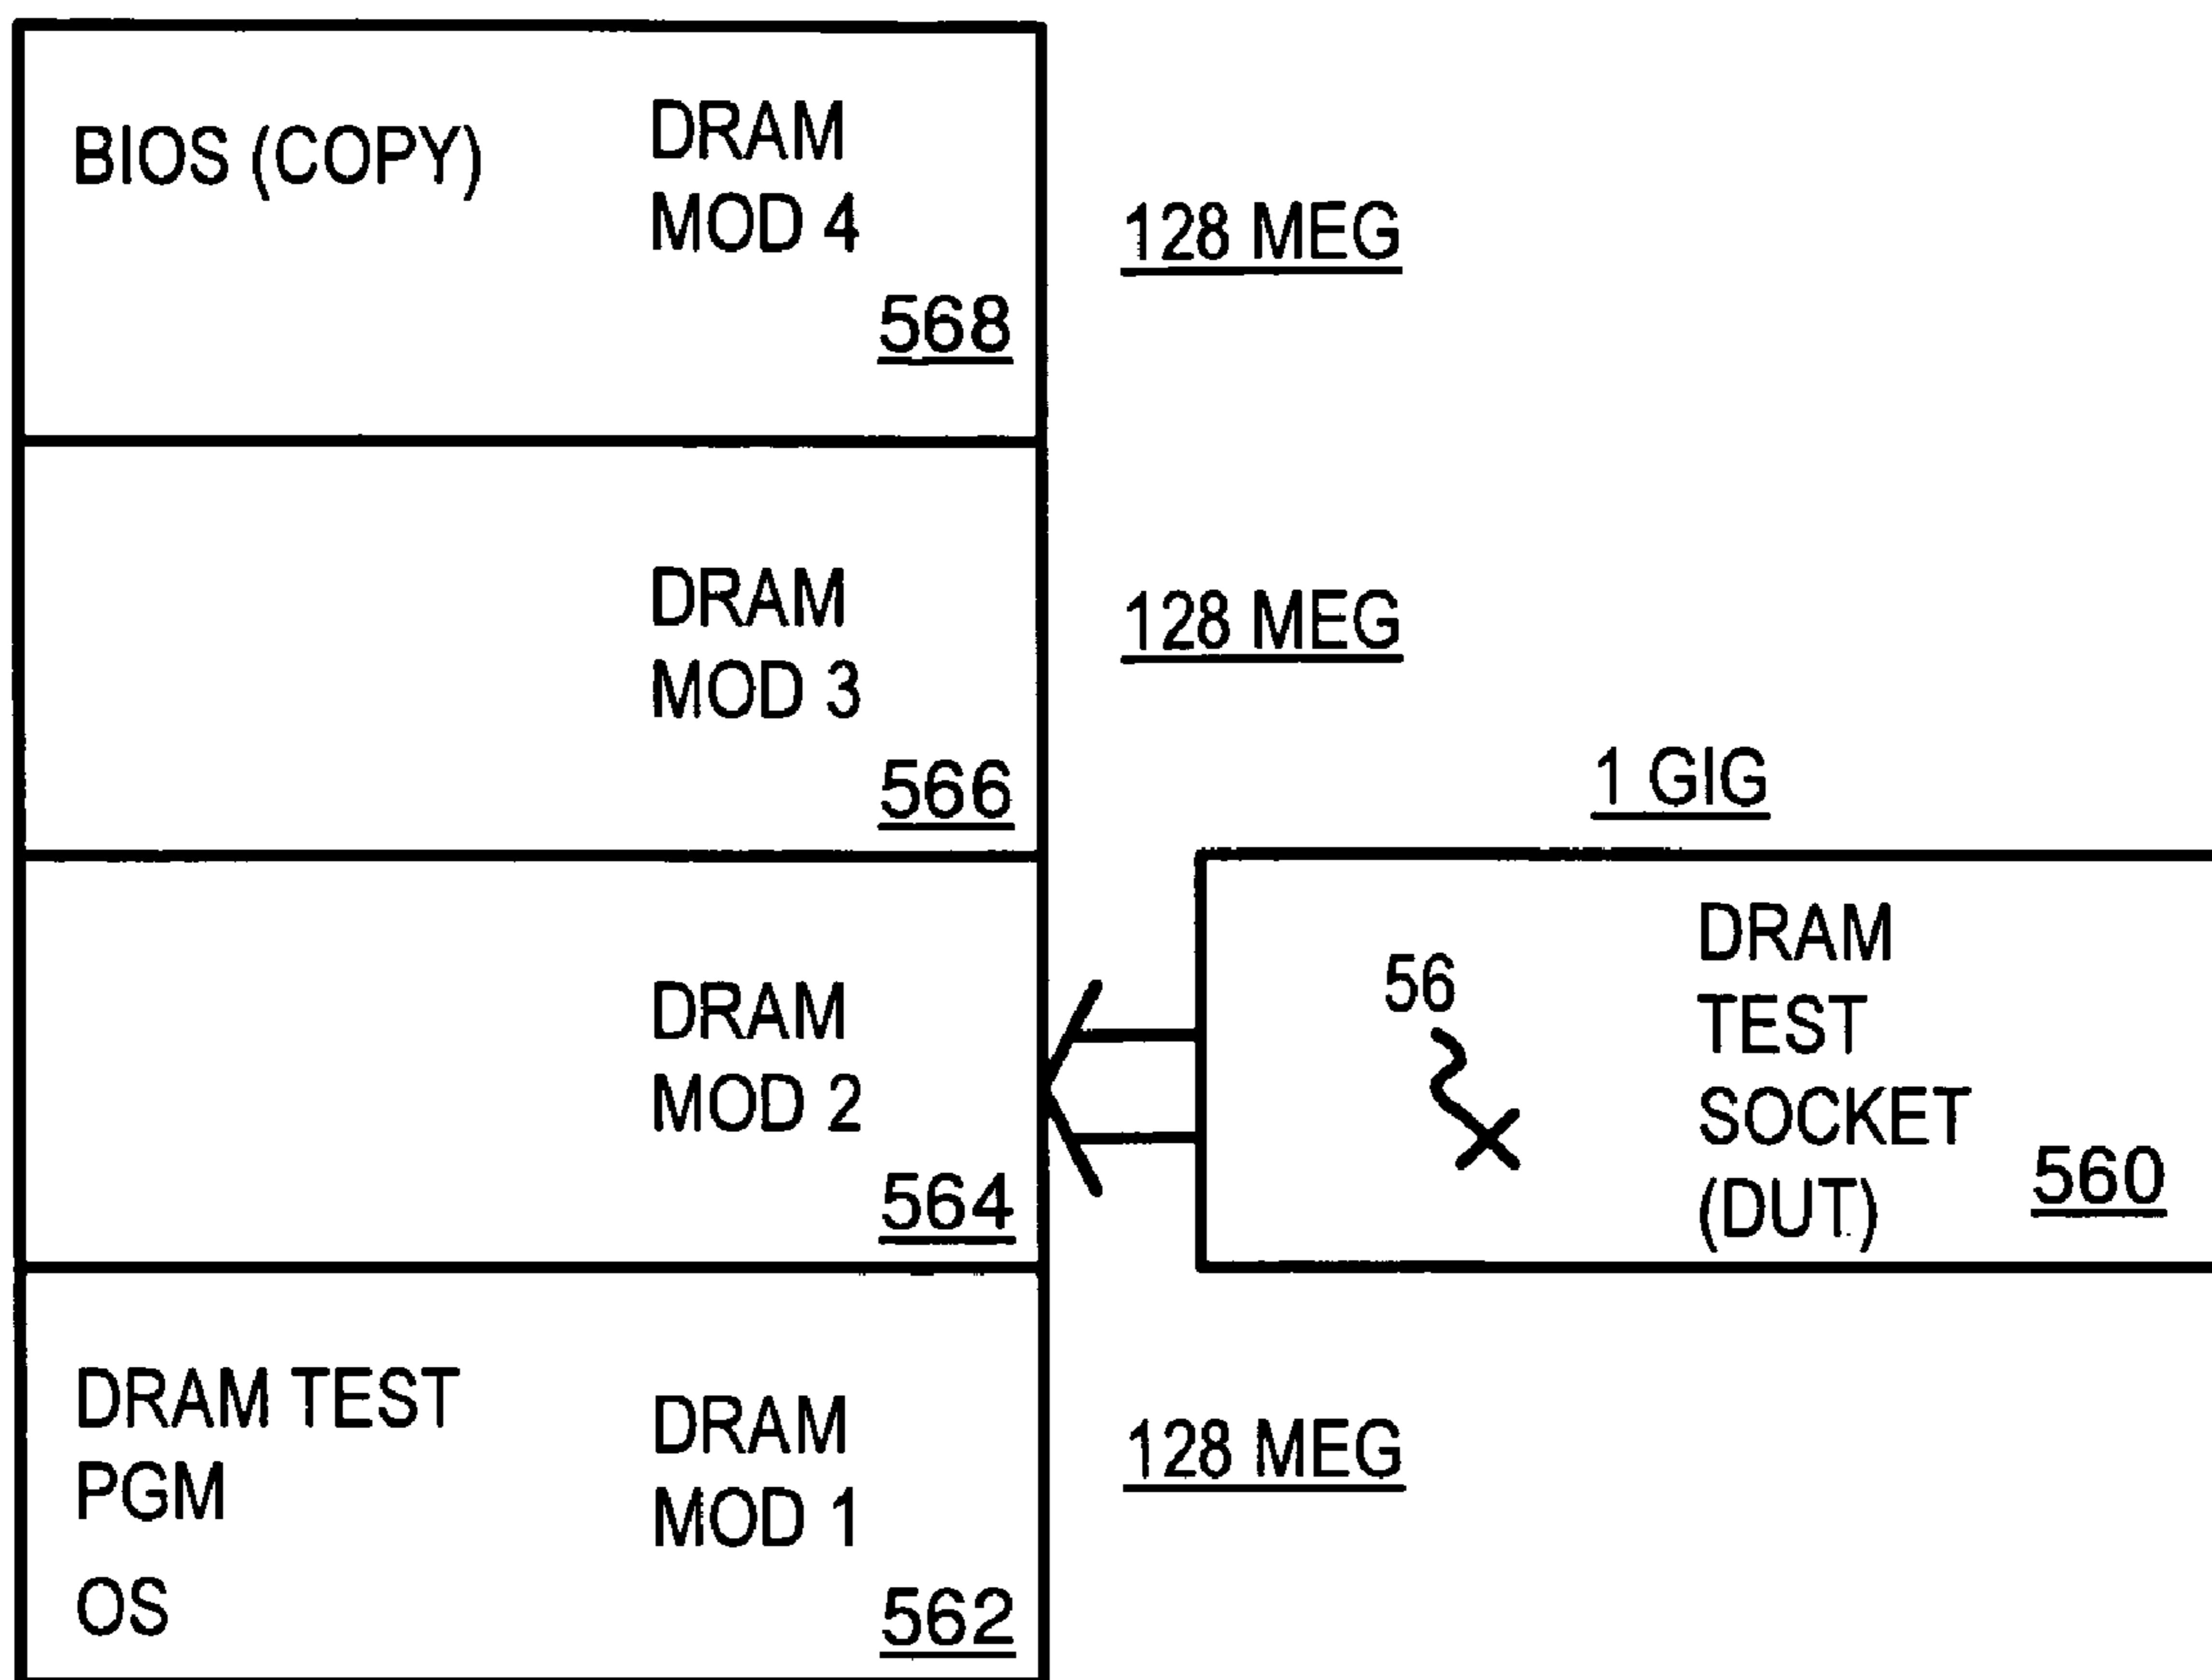 BIOS (COPY)
DRAM
MOD 4
568
128 MEG
DRAM
MOD 3
566
128 MEG
1 GIG
DRAM
MOD 2
564
56
DRAM
TEST
SOCKET
(DUT)
560
DRAM TEST
PGM
OS
DRAM
MOD 1
562
128 MEG